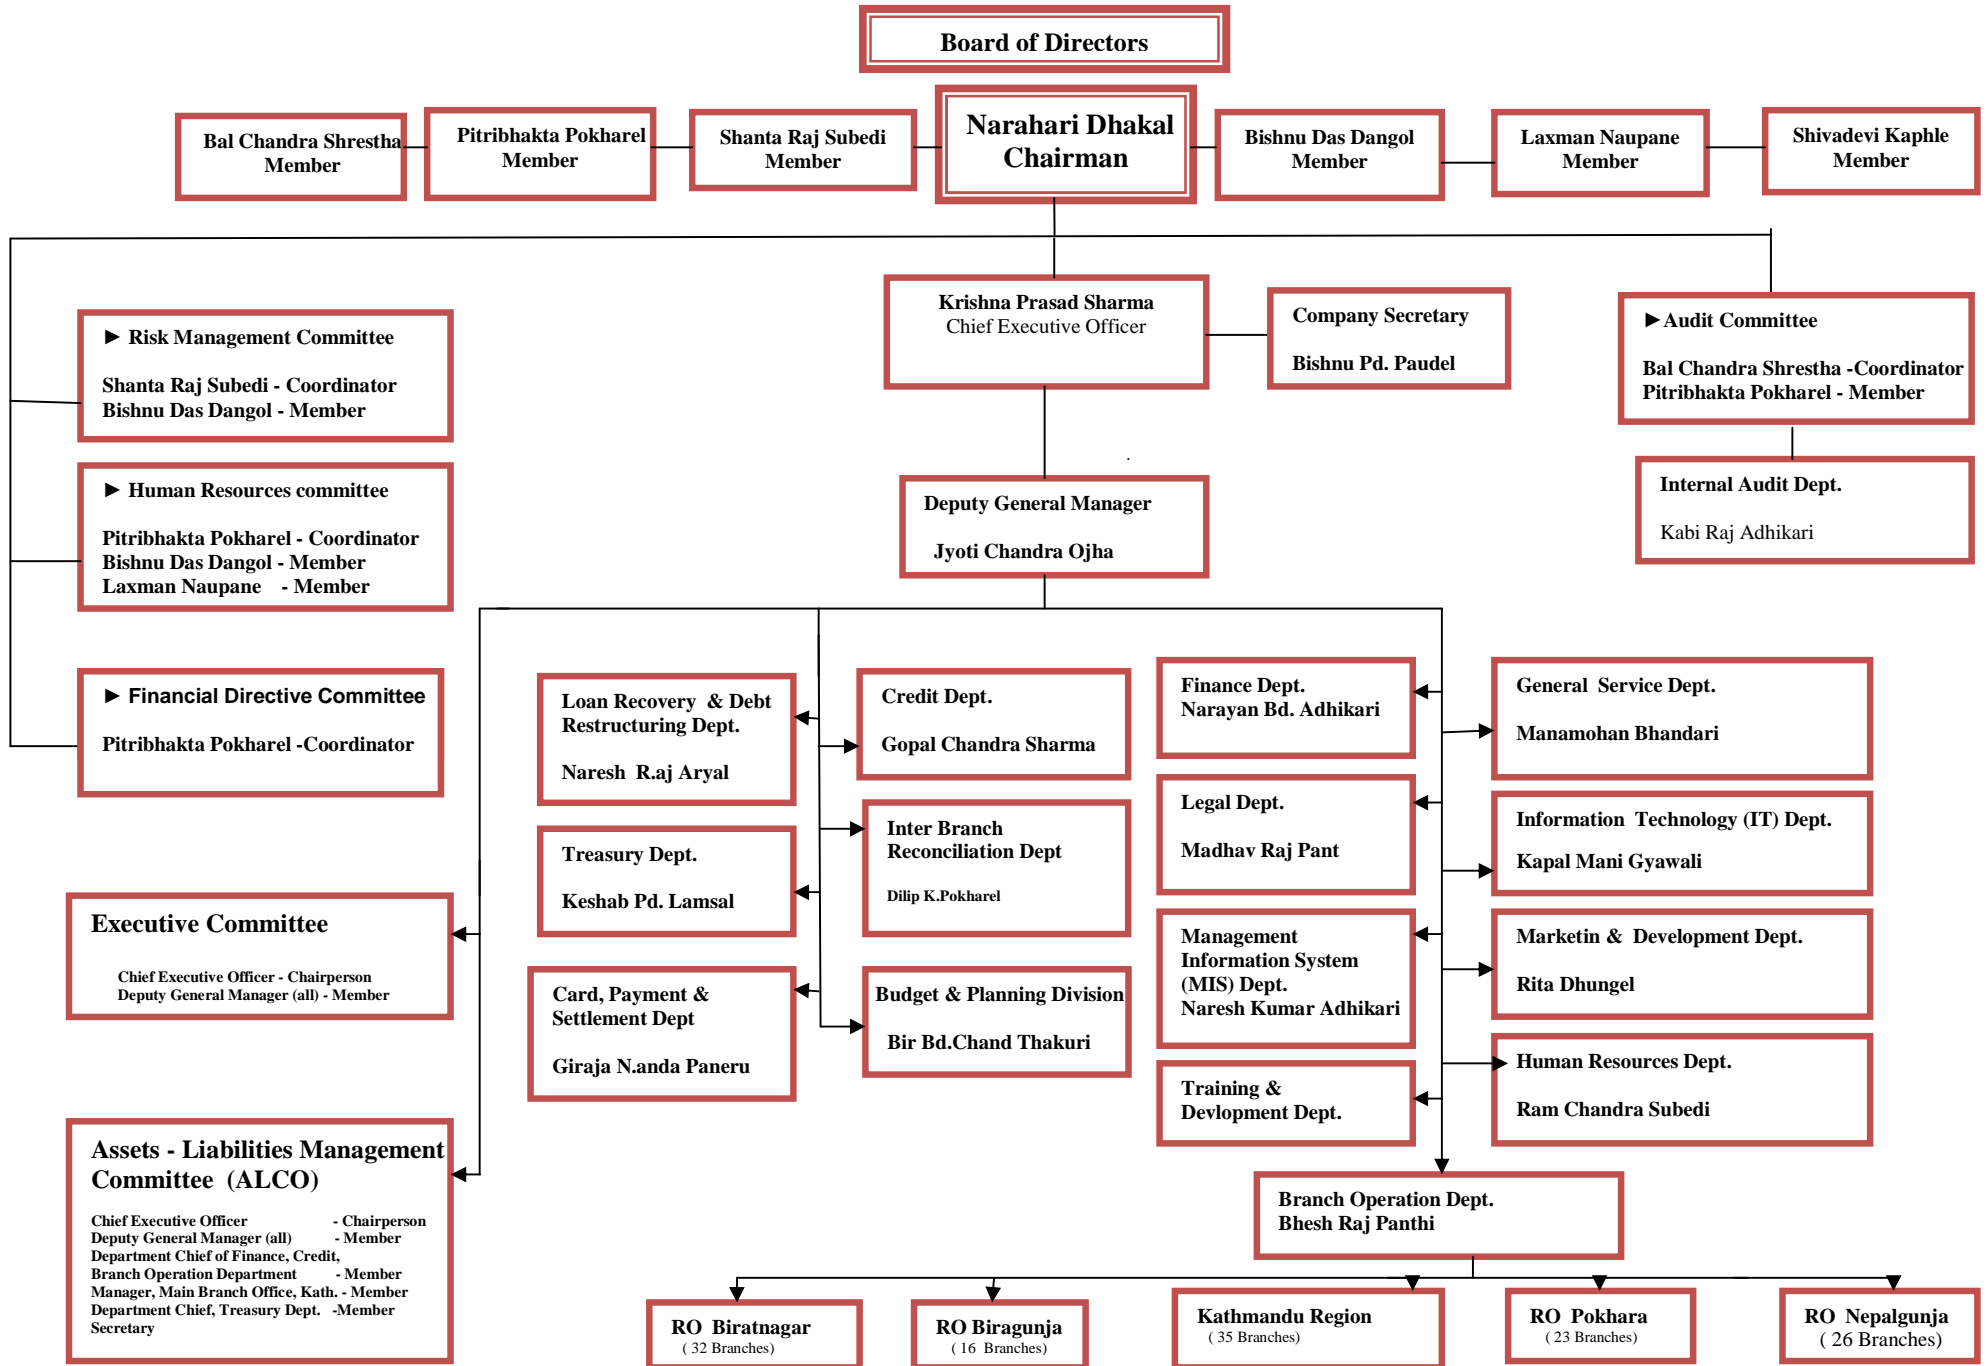 Board of Directors
Bal Chandra Shrestha
Member
Pitribhakta Pokharel
Member
Shanta Raj Subedi
Member
Narahari Dhakal
Chairman
Bishnu Das Dangol
Member
Laxman Naupane
Member
Shivadevi Kaphle
Member
Krishna Prasad Sharma
Chief Executive Officer
Company Secretary
Bishnu Pd. Paudel
► Risk Management Committee
Shanta Raj Subedi - Coordinator
Bishnu Das Dangol - Member
►Audit Committee
Bal Chandra Shrestha -Coordinator
Pitribhakta Pokharel - Member
► Human Resources committee
Pitribhakta Pokharel - Coordinator
Bishnu Das Dangol - Member
Laxman Naupane - Member
Deputy General Manager
Jyoti Chandra Ojha
Internal Audit Dept.
Kabi Raj Adhikari
► Financial Directive Committee
Pitribhakta Pokharel -Coordinator
Loan Recovery & Debt
Restructuring Dept.
Naresh R.aj Aryal
Credit Dept.
Gopal Chandra Sharma
Finance Dept.
Narayan Bd. Adhikari
General Service Dept.
Manamohan Bhandari
Treasury Dept.
Keshab Pd. Lamsal
Inter Branch
Reconciliation Dept
Dilip K.Pokharel
Legal Dept.
Madhav Raj Pant
Information Technology (IT) Dept.
Kapal Mani Gyawali
Executive Committee
Chief Executive Officer - Chairperson
Deputy General Manager (all) - Member
Card, Payment &
Settlement Dept
Giraja N.anda Paneru
Budget & Planning Division
Bir Bd.Chand Thakuri
Management
Information System
(MIS) Dept.
Naresh Kumar Adhikari
Marketin & Development Dept.
Rita Dhungel
Training &
Devlopment Dept.
Human Resources Dept.
Ram Chandra Subedi
Assets - Liabilities Management
Committee (ALCO)
Chief Executive Officer - Chairperson
Deputy General Manager (all) - Member
Department Chief of Finance, Credit,
Branch Operation Department - Member
Manager, Main Branch Office, Kath. - Member
Department Chief, Treasury Dept. -Member
Secretary
Branch Operation Dept.
Bhesh Raj Panthi
RO Biratnagar
( 32 Branches)
RO Biragunja
( 16 Branches)
Kathmandu Region
( 35 Branches)
RO Pokhara
( 23 Branches)
RO Nepalgunja
( 26 Branches)